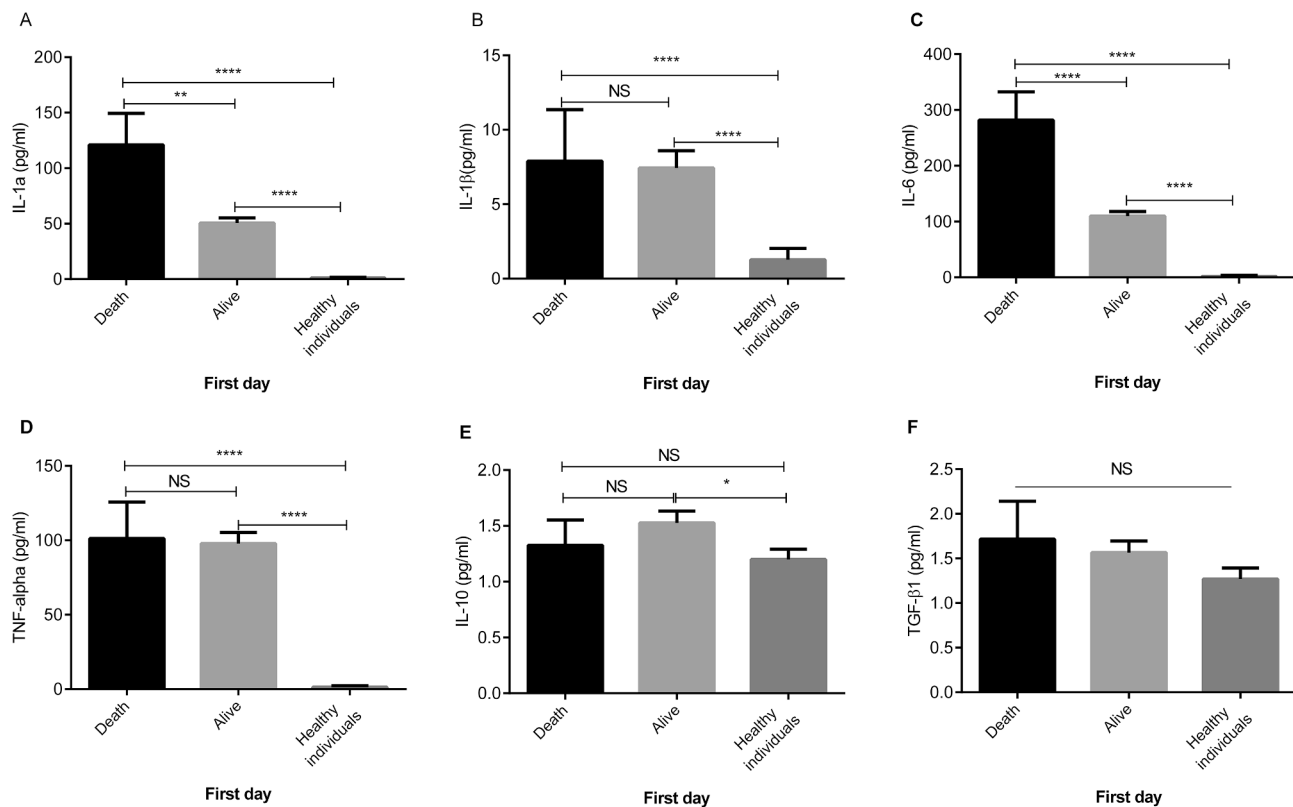 A
IL-1a (pg/ml)
200
150
100
50
0
****
**
****
Death
Alive
Healthy
individuals
First day
B
IL-1β(pg/ml)
15
10
5
0
****
NS
****
Death
Alive
Healthy
individuals
First day
C
IL-6 (pg/ml)
400
300
200
100
0
****
****
****
Death
Alive
Healthy
individuals
First day
D
TNF-alpha (pg/ml)
150
100
50
0
****
NS
****
Death
Alive
Healthy
individuals
First day
E
IL-10 (pg/ml)
2.0
1.5
1.0
0.5
0.0
NS
NS
*
Death
Alive
Healthy
individuals
First day
F
TGF-β1 (pg/ml)
2.5
2.0
1.5
1.0
0.5
0.0
NS
Death
Alive
Healthy
individuals
First day